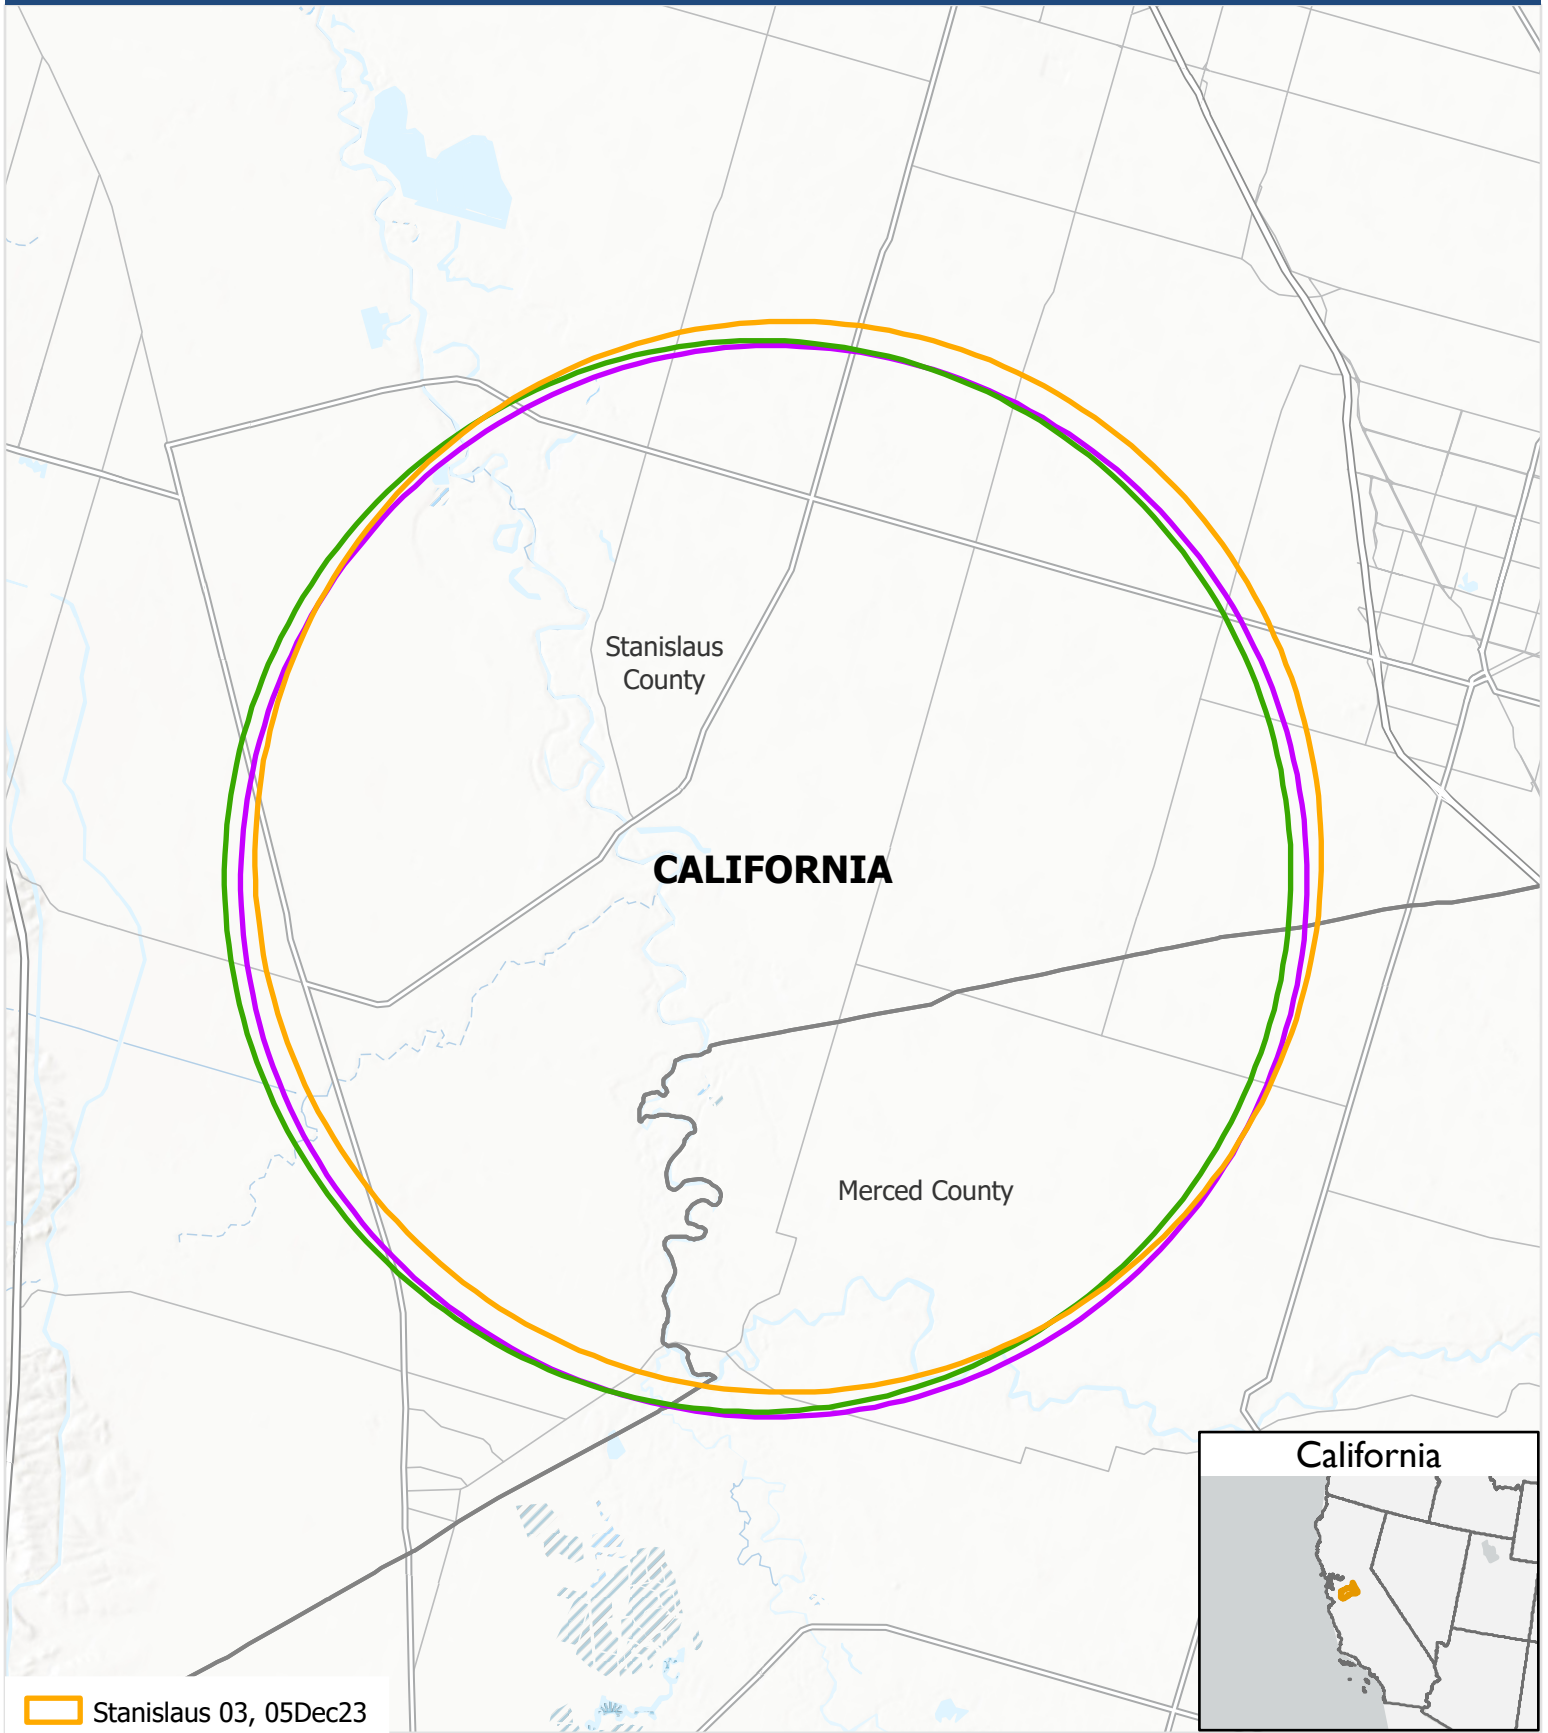 Stanislaus
County
CALIFORNIA
Merced County
California
Stanislaus 03, 05Dec23